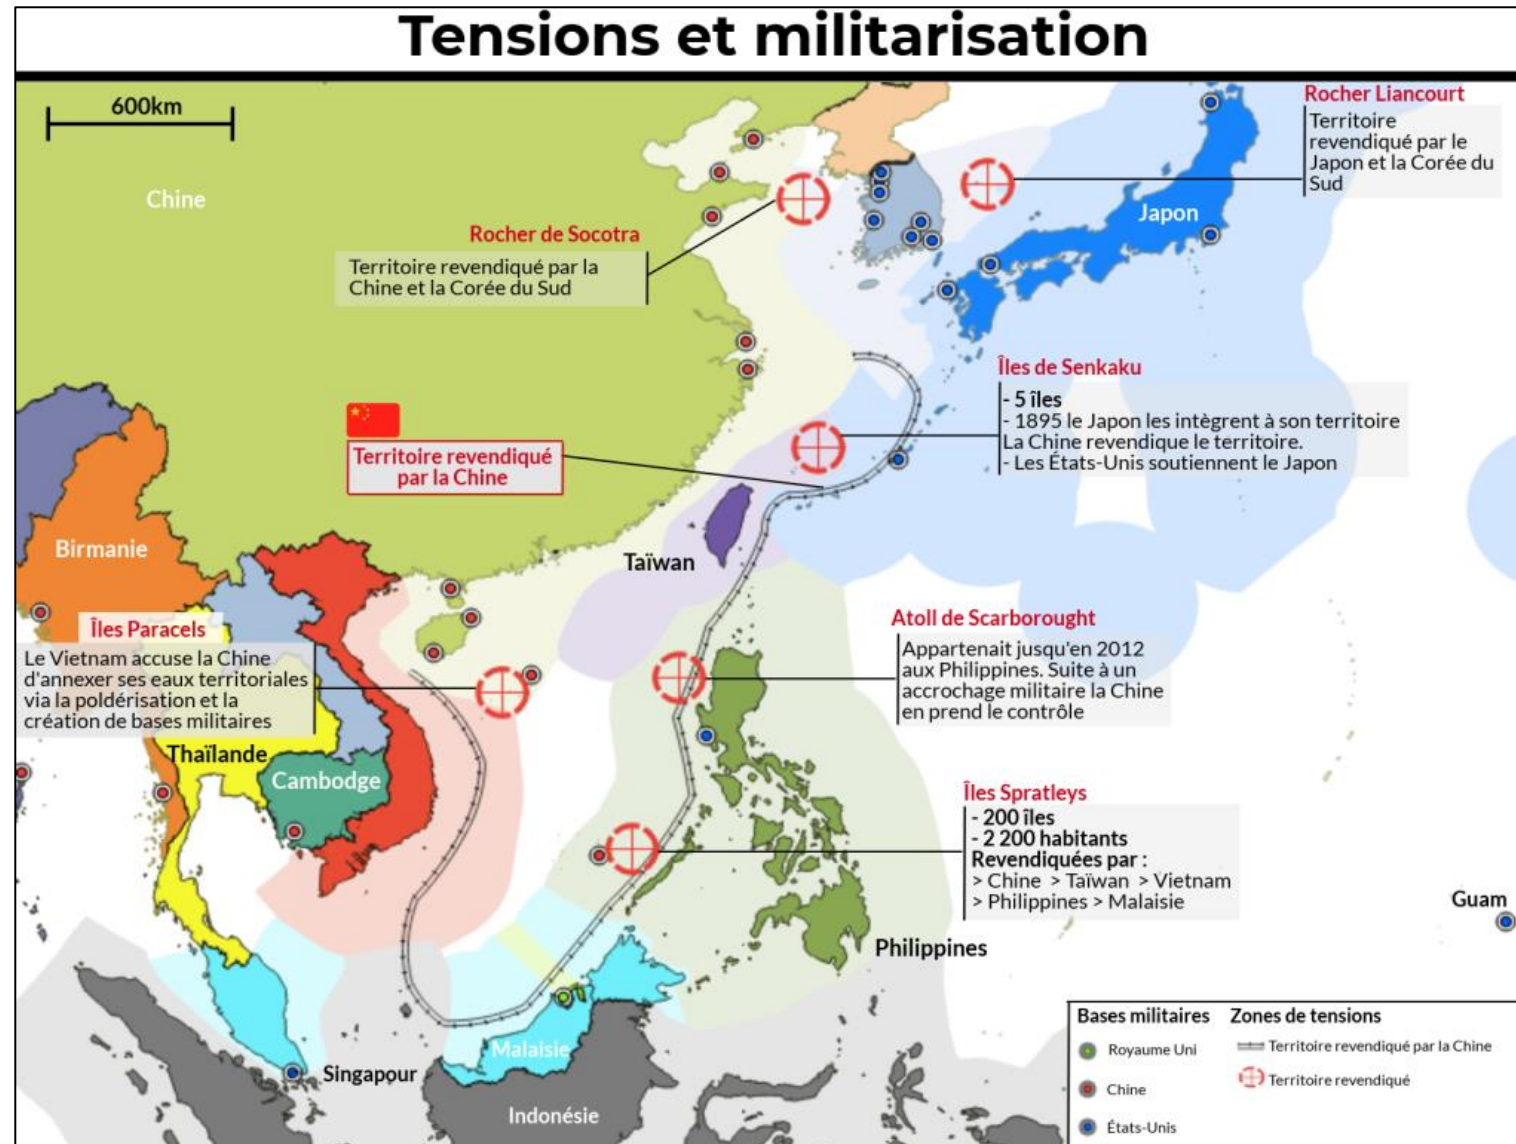 Tensions et militarisation
600km
Chine
Rocher Liancourt
Territoire
revendiqué par le
Japon et la Corée du
Sud
Japon
Rocher de Socotra
Territoire revendiqué par la
Chine et la Corée du Sud
Îles de Senkaku
- 5 îles
- 1895 le Japon les intègrent à son territoire
La Chine revendique le territoire.
- Les États-Unis soutiennent le Japon
Territoire revendiqué
par la Chine
Birmanie
Taïwan
Îles Paracels
Le Vietnam accuse la Chine
d'annexer ses eaux territoriales
via la poldérisation et la
création de bases militaires
Atoll de Scarborought
Appartenait jusqu'en 2012
aux Philippines. Suite à un
accrochage militaire la Chine
en prend le contrôle
Thaïlande
Cambodge
Îles Spratleys
- 200 îles
- 2 200 habitants
Revendiquées par :
> Chine > Taïwan > Vietnam
> Philippines > Malaisie
Guam
Philippines
Malaisie
Singapour
Indonésie
Bases militaires
Royaume Uni
Chine
États-Unis
Zones de tensions
Territoire revendiqué par la Chine
Territoire revendiqué